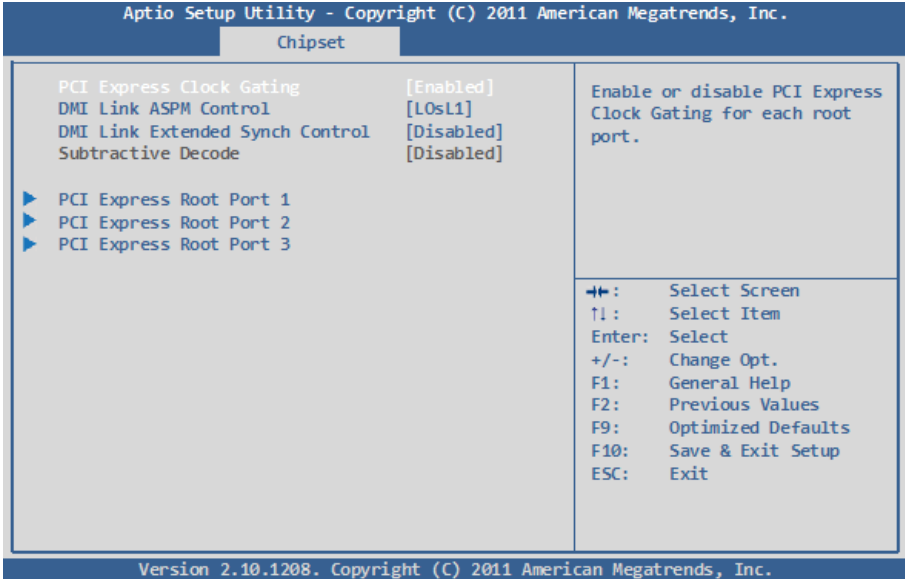 Aptio Setup Utility - Copyright (C) 2011 American Megatrends, Inc.
Chipset
PCI Express Clock Gating [Enabled]
DMI Link ASPM Control [LOsL1]
DMI Link Extended Synch Control [Disabled]
Subtractive Decode [Disabled]
PCI Express Root Port 1
PCI Express Root Port 2
PCI Express Root Port 3
Enable or disable PCI Express
Clock Gating for each root
port.
→←: Select Screen
↑↓: Select Item
Enter: Select
+/-: Change Opt.
F1: General Help
F2: Previous Values
F9: Optimized Defaults
F10: Save & Exit Setup
ESC: Exit
Version 2.10.1208. Copyright (C) 2011 American Megatrends, Inc.